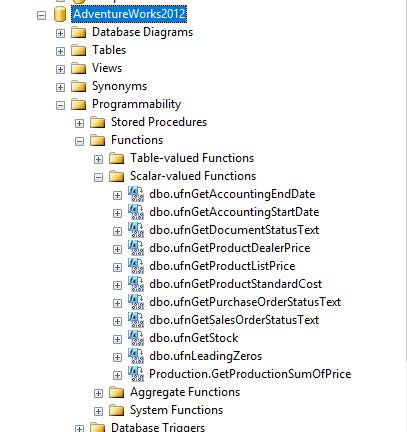 AdventureWorks2012
Database Diagrams
Tables
Views
Synonyms
Programmability
Stored Procedures
Functions
Table-valued Functions
Scalar-valued Functions
dbo.ufnGetAccountingEndDate
dbo.ufnGetAccountingStartDate
dbo.ufnGetDocumentStatusText
dbo.ufnGetProductDealerPrice
dbo.ufnGetProductListPrice
dbo.ufnGetProductStandardCost
dbo.ufnGetPurchaseOrderStatusText
dbo.ufnGetSalesOrderStatusText
dbo.ufnGetStock
dbo.ufnLeadingZeros
Production.GetProductionSumOfPrice
Aggregate Functions
System Functions
Database Triggers